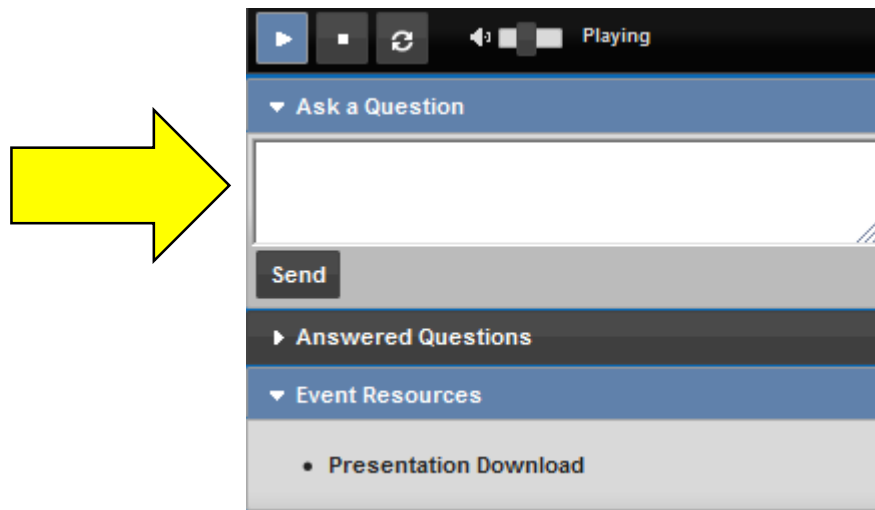 Playing
Ask a Question
Send
Answered Questions
Event Resources
• Presentation Download